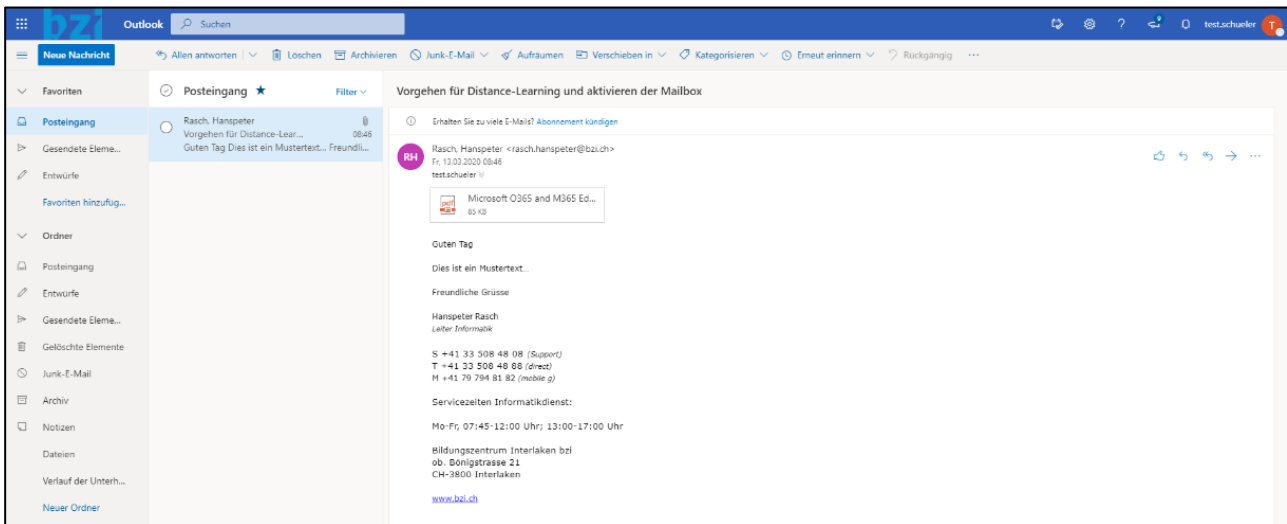 bzi
Outlook
Suchen
test.schueler
T
Neue Nachricht
Allen antworten
Löschen
Archivieren
Junk-E-Mail
Aufräumen
Verschieben in
Kategorisieren
Erneut erinnern
Rückgängig
...
Favoriten
Posteingang
Gesendete Eleme...
Entwürfe
Favoriten hinzufüg...
Ordner
Posteingang
Entwürfe
Gesendete Eleme...
Gelöschte Elemente
Junk-E-Mail
Archiv
Notizen
Dateien
Verlauf der Unterh...
Neuer Ordner
Posteingang
Filter
Rasch, Hanspeter
Vorgehen für Distance-Lear...
08:46
Guten Tag Dies ist ein Mustertext... Freundli...
Vorgehen für Distance-Learning und aktivieren der Mailbox
Erhalten Sie zu viele E-Mails? Abonnement kündigen
RH
Rasch, Hanspeter <rasch.hanspeter@bzi.ch>
Fr, 13.03.2020 08:46
test.schueler
pdf
Microsoft O365 and M365 Ed...
85 KB
Guten Tag
Dies ist ein Mustertext...
Freundliche Grüsse
Hanspeter Rasch
Leiter Informatik
S +41 33 508 48 08 (Support)
T +41 33 508 48 88 (direct)
M +41 79 794 81 82 (mobile g)
Servicezeiten Informatikdienst:
Mo-Fr, 07:45-12:00 Uhr; 13:00-17:00 Uhr
Bildungszentrum Interlaken bzi
ob. Bönigstrasse 21
CH-3800 Interlaken
www.bzi.ch